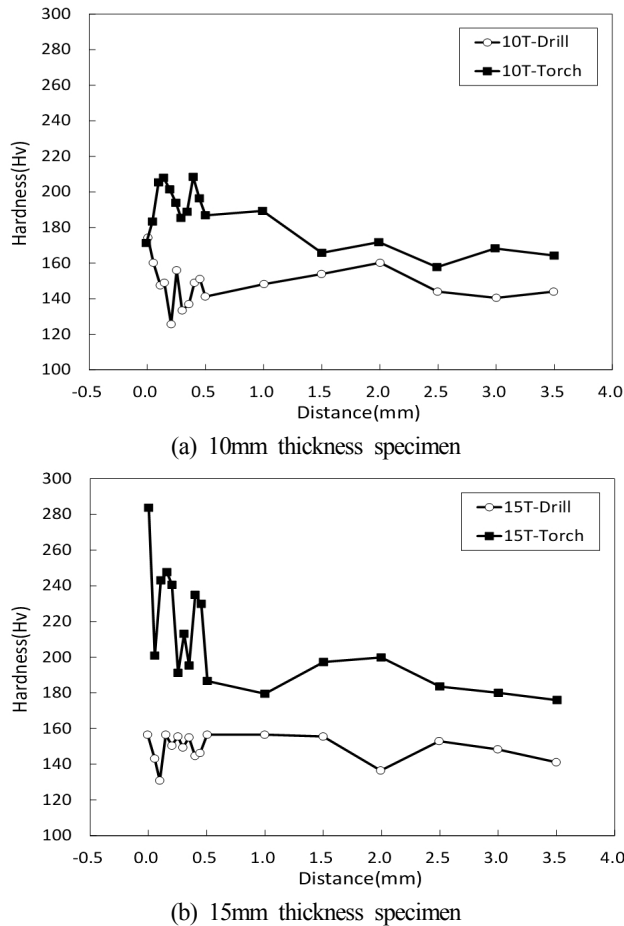 300
280
260
240
220
200
180
160
140
120
100
Hardness(Hv)
10T-Drill
10T-Torch
-0.5 0.0 0.5 1.0 1.5 2.0 2.5 3.0 3.5 4.0
Distance(mm)
(a) 10mm thickness specimen
300
280
260
240
220
200
180
160
140
120
100
Hardness(Hv)
15T-Drill
15T-Torch
-0.5 0.0 0.5 1.0 1.5 2.0 2.5 3.0 3.5 4.0
Distance(mm)
(b) 15mm thickness specimen